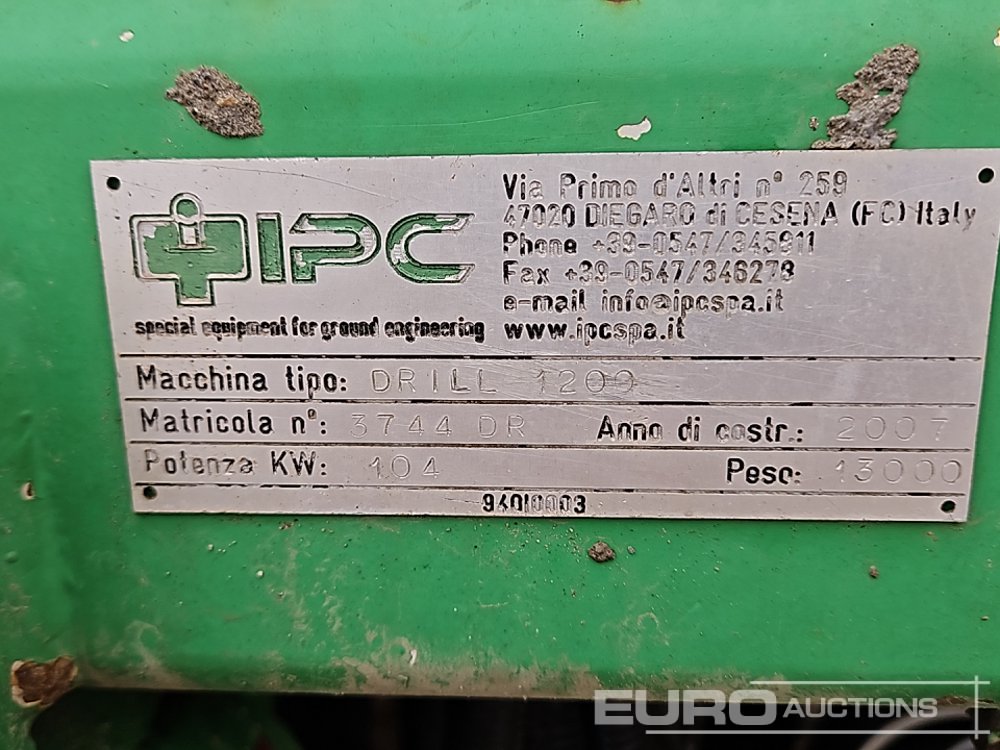 IPC
special equipment for ground engineering
Via Primo d'Altri n° 259
47020 DIEGARO di CESENA (FC) Italy
Phone +39-0547/345911
Fax +39-0547/346278
e-mail info@ipcspa.it
www.ipcspa.it
Macchina tipo: DRILL 1200
Matricola n°: 3744 DR Anno di costr.: 2007
Potenza KW: 104 Peso: 13000
94010003
EURO AUCTIONS